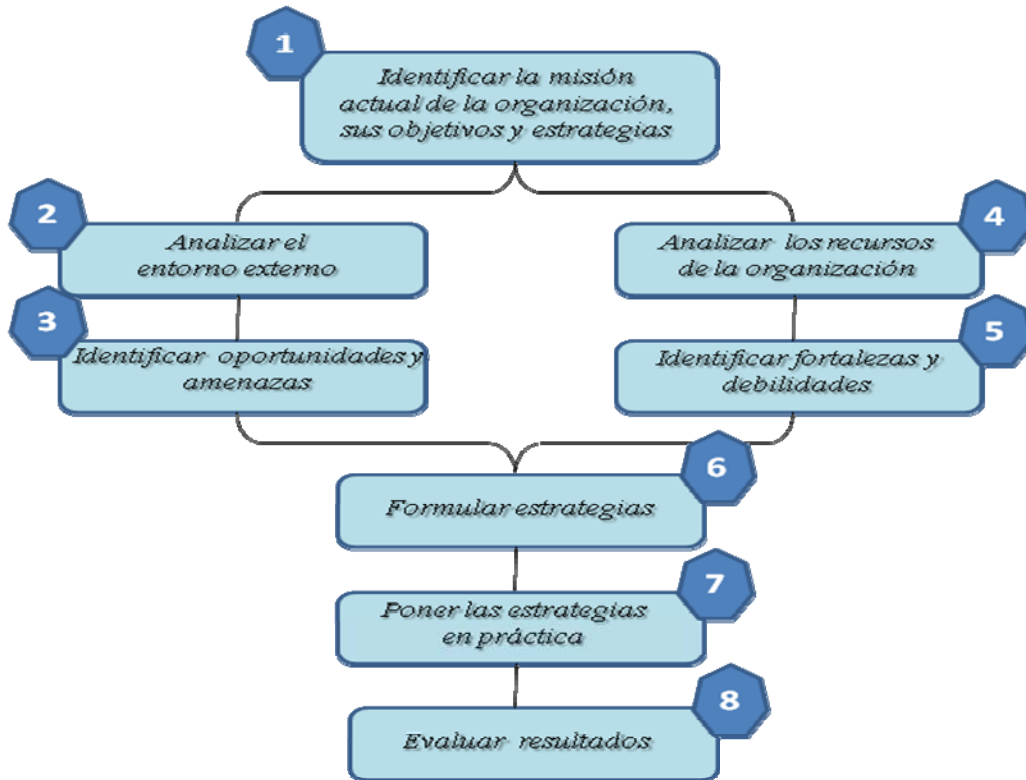 1
Identificar la misión
actual de la organización,
sus objetivos y estrategias
2
Analizar el
entorno externo
3
Identificar oportunidades y
amenazas
4
Analizar los recursos
de la organización
5
Identificar fortalezas y
debilidades
6
Formular estrategias
7
Poner las estrategias
en práctica
8
Evaluar resultados